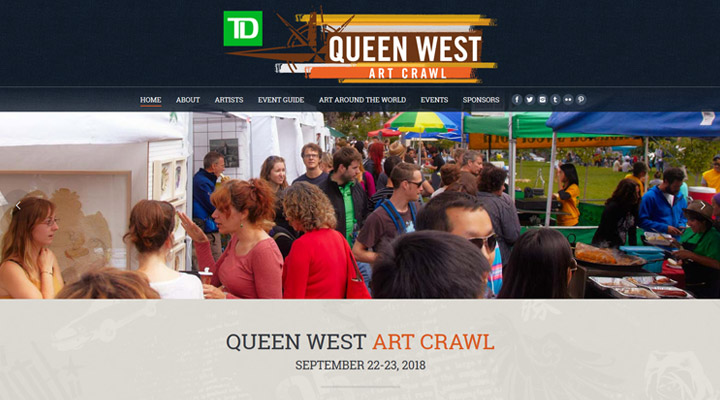 TD
QUEEN WEST
ART CRAWL
HOME ABOUT ARTISTS EVENT GUIDE ART AROUND THE WORLD EVENTS SPONSORS
QUEEN WEST ART CRAWL
SEPTEMBER 22-23, 2018